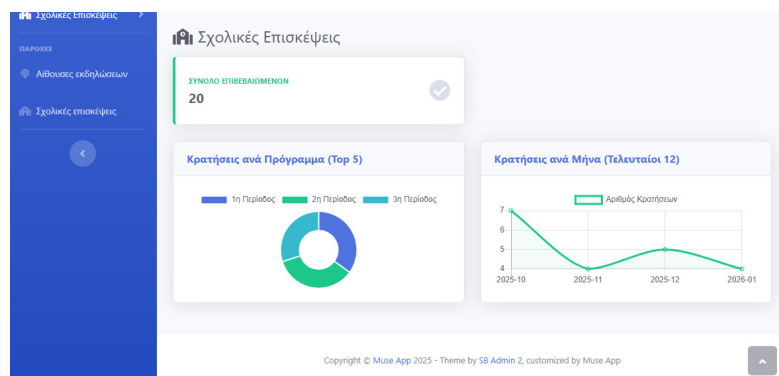 Σχολικές Επισκέψεις
ΠΑΡΟΧΕΣ
Αίθουσες εκδηλώσεων
Σχολικές επισκέψεις
Σχολικές Επισκέψεις
ΣΥΝΟΛΟ ΕΠΙΒΕΒΑΙΩΜΕΝΩΝ
20
Κρατήσεις ανά Πρόγραμμα (Top 5)
1η Περίοδος 2η Περίοδος 3η Περίοδος
Κρατήσεις ανά Μήνα (Τελευταίοι 12)
Αριθμός Κρατήσεων
7
6
5
4
2025-10 2025-11 2025-12 2026-01
Copyright © Muse App 2025 - Theme by SB Admin 2, customized by Muse App